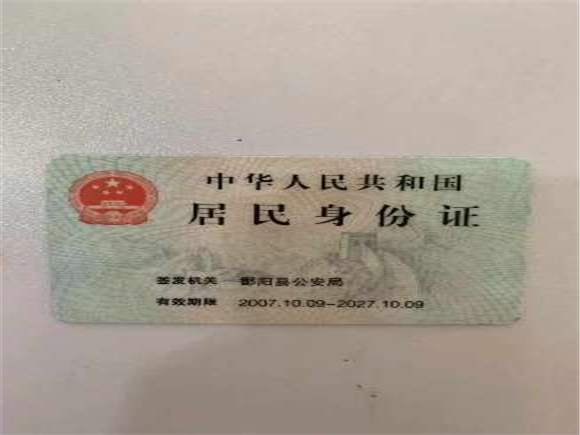 中华人民共和国
居民身份证
签发机关 鄱阳县公安局
有效期限 2007.10.09-2027.10.09